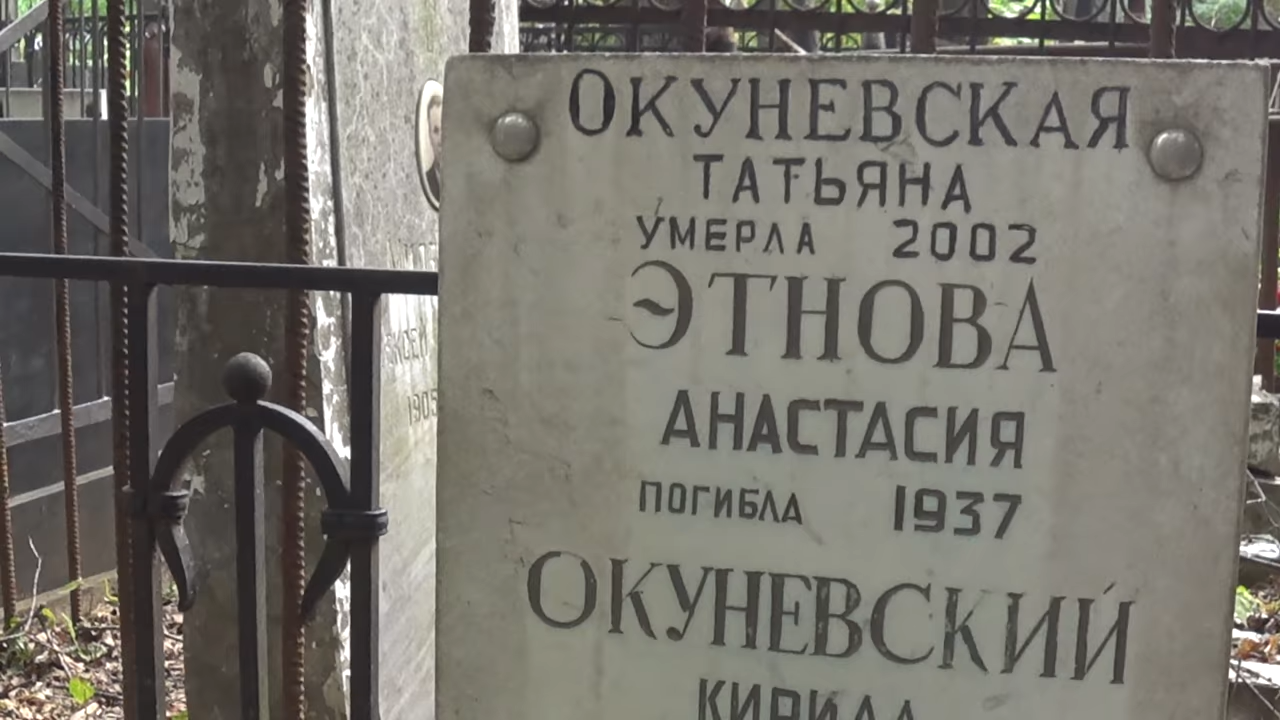 ОКУНЕВСКАЯ
ТАТЬЯНА
УМЕРЛА 2002
ЭТНОВА
АНАСТАСИЯ
ПОГИБЛА 1937
ОКУНЕВСКИЙ
КИРИЛЛ
1905